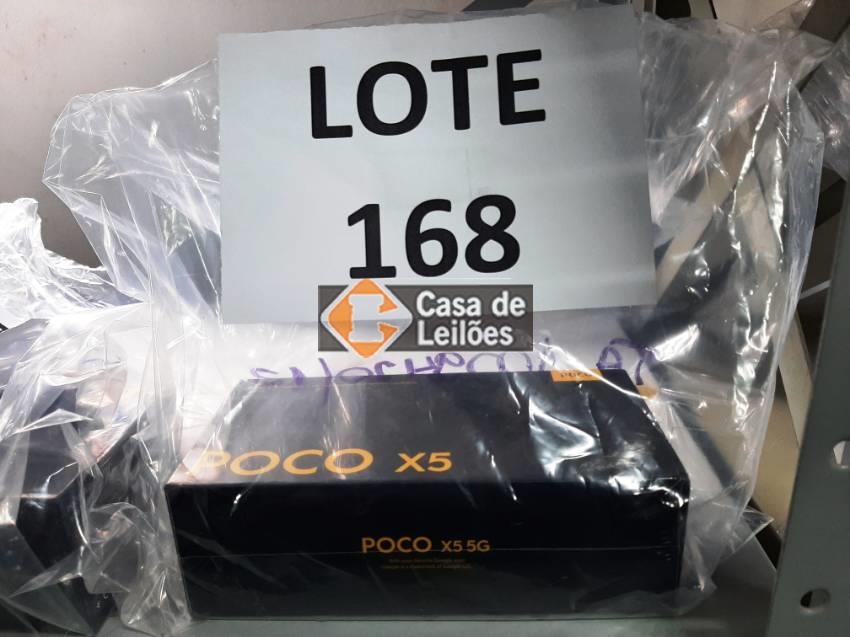 LOTE
168
Casa de
Leilões
POCO X5
POCO X5 5G